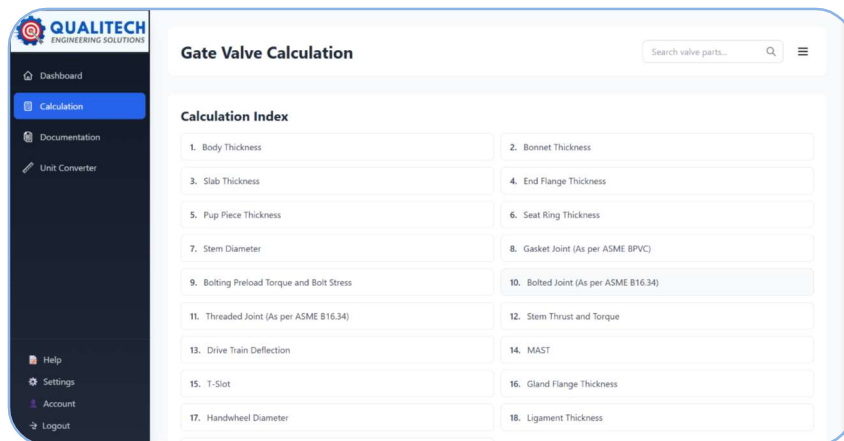 QUALITECH
ENGINEERING SOLUTIONS
Dashboard
Calculation
Documentation
Unit Converter
Help
Settings
Account
Logout
Gate Valve Calculation
Search valve parts...
Calculation Index
1. Body Thickness
2. Bonnet Thickness
3. Slab Thickness
4. End Flange Thickness
5. Pup Piece Thickness
6. Seat Ring Thickness
7. Stem Diameter
8. Gasket Joint (As per ASME BPVC)
9. Bolting Preload Torque and Bolt Stress
10. Bolted Joint (As per ASME B16.34)
11. Threaded Joint (As per ASME B16.34)
12. Stem Thrust and Torque
13. Drive Train Deflection
14. MAST
15. T-Slot
16. Gland Flange Thickness
17. Handwheel Diameter
18. Ligament Thickness